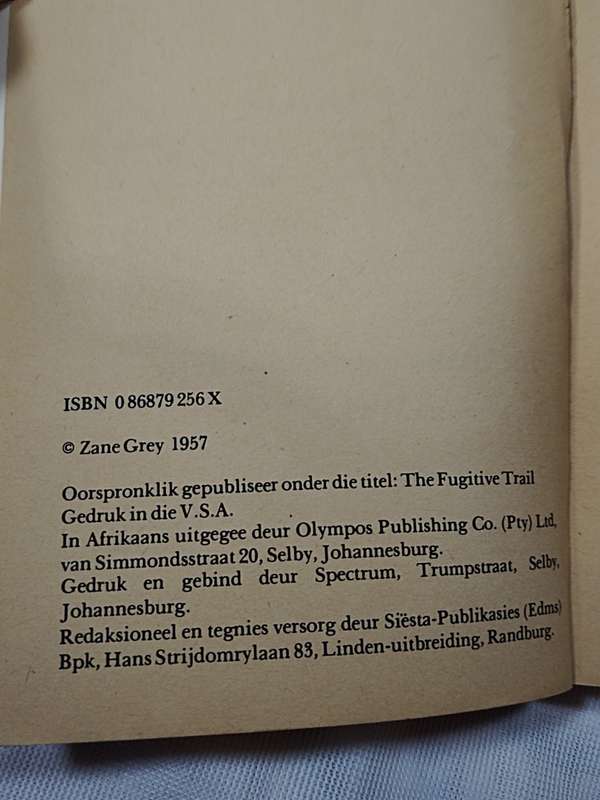 ISBN 0 86879 256 X
© Zane Grey 1957
Oorspronklik gepubliseer onder die titel: The Fugitive Trail
Gedruk in die V.S.A.
In Afrikaans uitgegee deur Olympos Publishing Co. (Pty) Ltd,
van Simmondsstraat 20, Selby, Johannesburg.
Gedruk en gebind deur Spectrum, Trumpstraat, Selby,
Johannesburg.
Redaksioneel en tegnies versorg deur Siësta-Publikasies (Edms)
Bpk, Hans Strijdomrylaan 83, Linden-uitbreiding, Randburg.